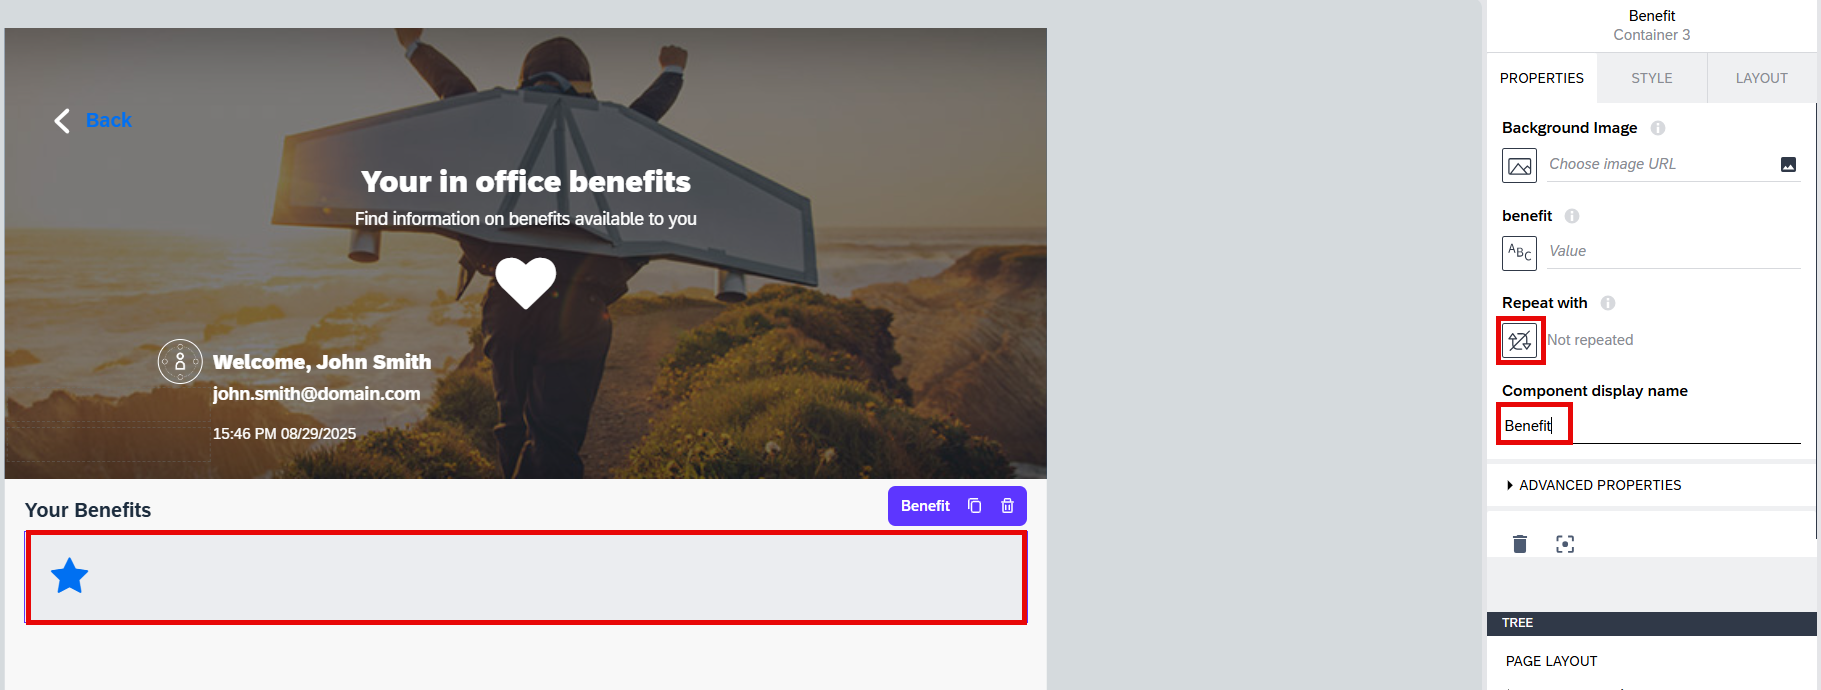 Back
Your in office benefits
Find information on benefits available to you
Welcome, John Smith
john.smith@domain.com
15:46 PM 08/29/2025
Your Benefits
Benefit
Benefit
Container 3
PROPERTIES STYLE LAYOUT
Background Image
Choose image URL
benefit
ABC Value
Repeat with
Not repeated
Component display name
Benefit
ADVANCED PROPERTIES
TREE
PAGE LAYOUT